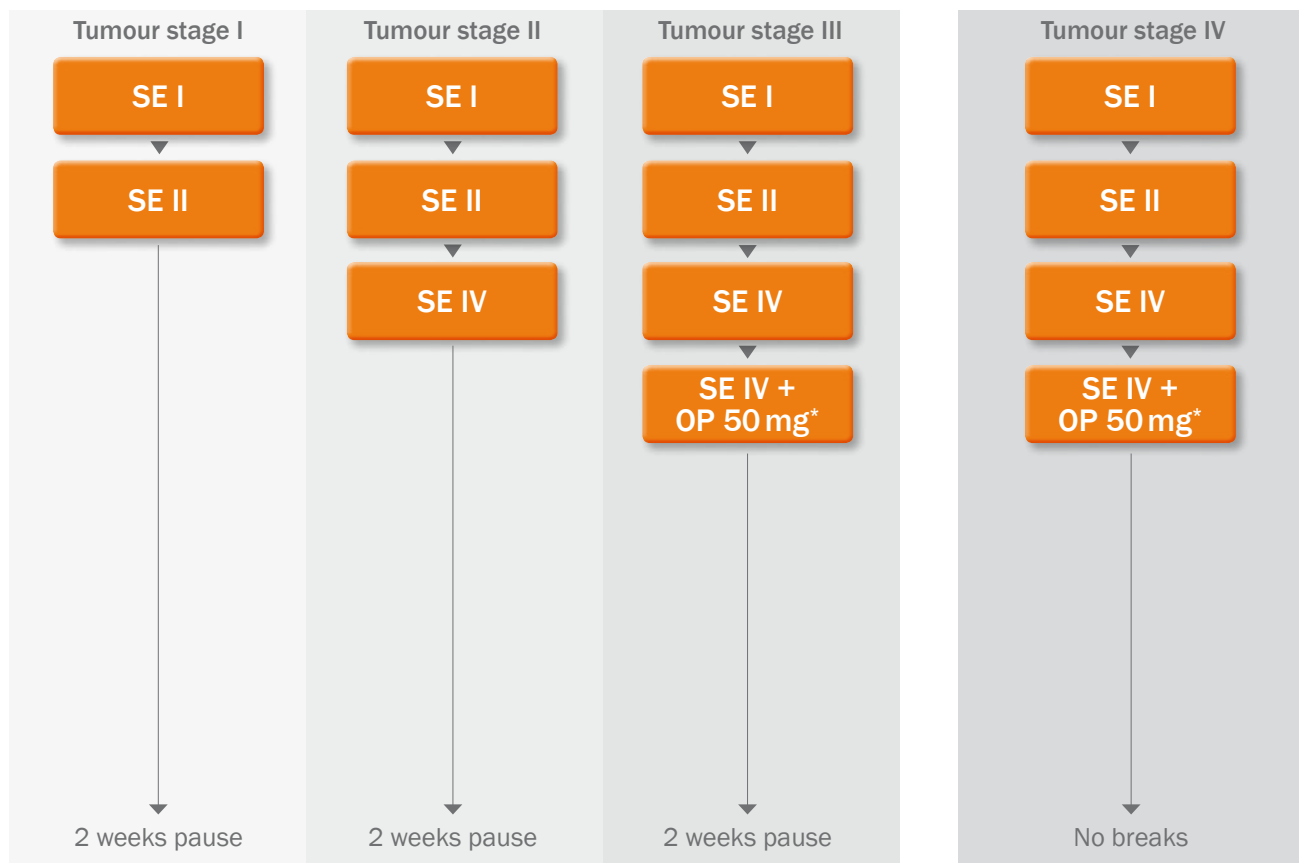 Tumour stage I
SE I
SE II
2 weeks pause
Tumour stage II
SE I
SE II
SE IV
2 weeks pause
Tumour stage III
SE I
SE II
SE IV
SE IV +
OP 50 mg*
2 weeks pause
Tumour stage IV
SE I
SE II
SE IV
SE IV +
OP 50 mg*
No breaks